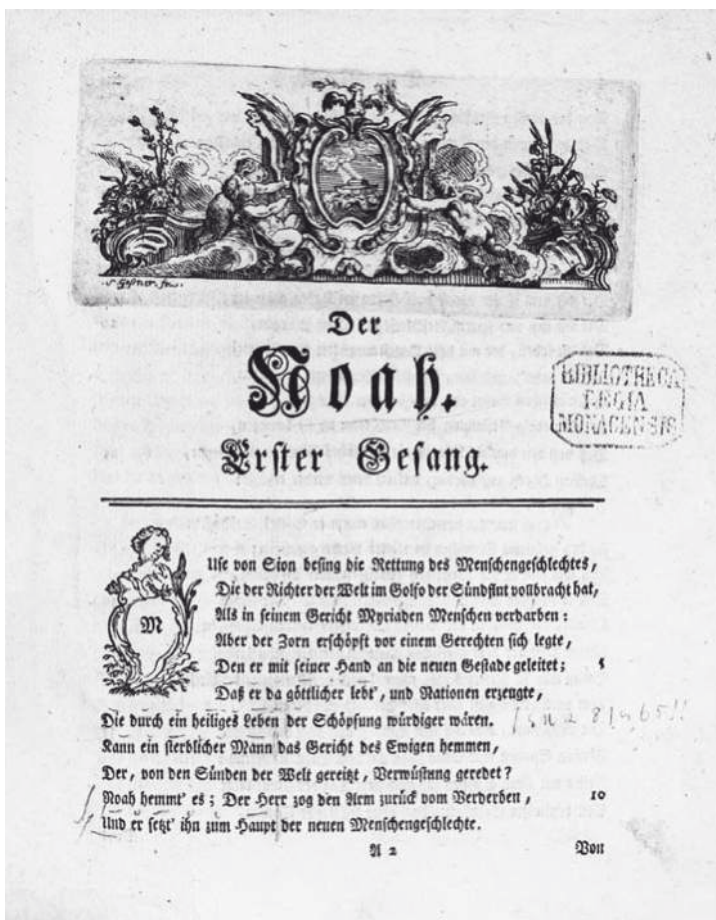 S. Gessner fec.
Der
Noah.
Erster Gesang.
BIBLIOTHECA
REGIA
MONACENSIS
Muse von Sion besing die Rettung des Menschengeschlechtes,
Die der Richter der Welt im Golfo der Sündflut vollbracht hat,
Als in seinem Gericht Myriaden Menschen verdarben:
Aber der Zorn erschöpft vor einem Gerechten sich legte,
Den er mit seiner Hand an die neuen Gestade geleitet; 5
Daß er da göttlicher lebt', und Nationen erzeugte,
Die durch ein heiliges Leben der Schöpfung würdiger wären.
Kann ein sterblicher Mann das Gericht des Ewigen hemmen,
Der, von den Sünden der Welt gereitzt, Verwüstung geredet?
Noah hemmt' es; Der Herr zog den Arm zurück vom Verderben, 10
Und er setzt' ihn zum Haupt der neuen Menschengeschlechte.
A 2 Von